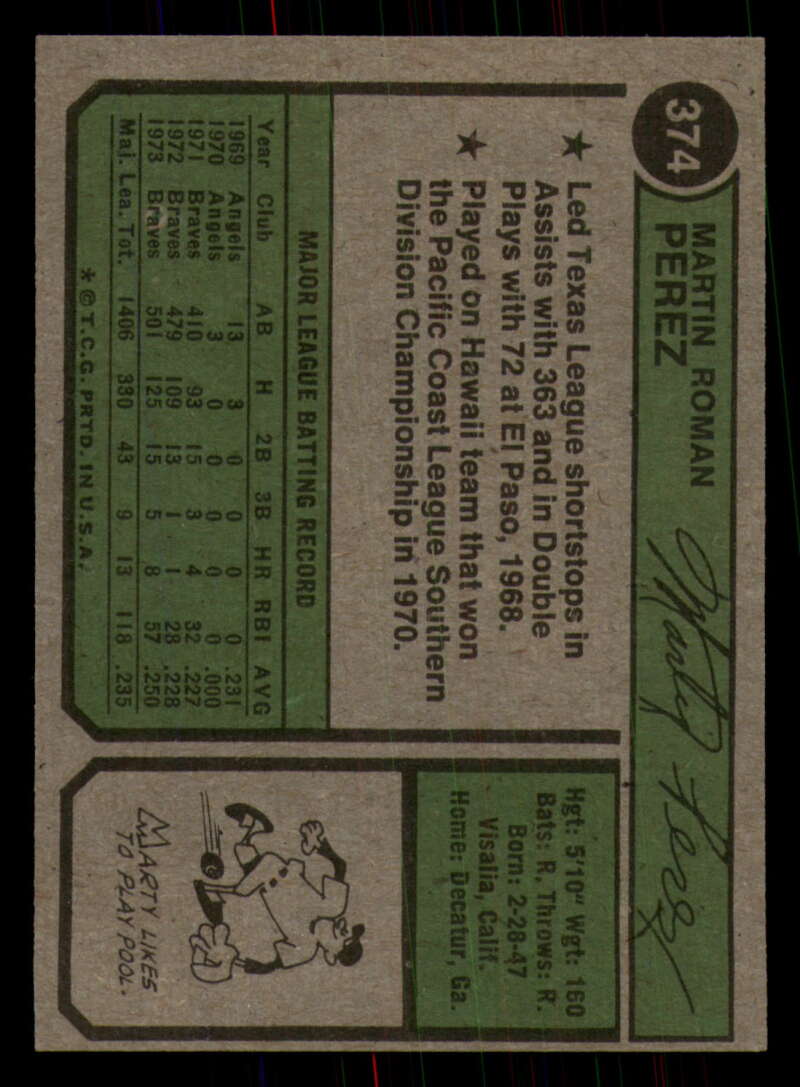 374
MARTIN ROMAN
PEREZ
Marty Perez
★ Led Texas League shortstops in
Assists with 363 and in Double
Plays with 72 at El Paso, 1968.
★ Played on Hawaii team that won
the Pacific Coast League Southern
Division Championship in 1970.
Hgt: 5'10" Wgt: 160
Bats: R. Throws: R.
Born: 2-28-47
Visalia, Calif.
Home: Decatur, Ga.
MAJOR LEAGUE BATTING RECORD
Year Club AB H 2B 3B HR RBI AVG
1969 Angels 13 3 0 0 0 0 .231
1970 Angels 3 0 0 0 0 0 .000
1971 Braves 410 93 15 3 4 32 .227
1972 Braves 479 109 13 1 1 28 .228
1973 Braves 501 125 15 5 8 57 .250
Maj. Lea. Tot. 1406 330 43 9 13 118 .235
* © T.C.G. PRTD. IN U.S.A.
MARTY LIKES
TO PLAY POOL.